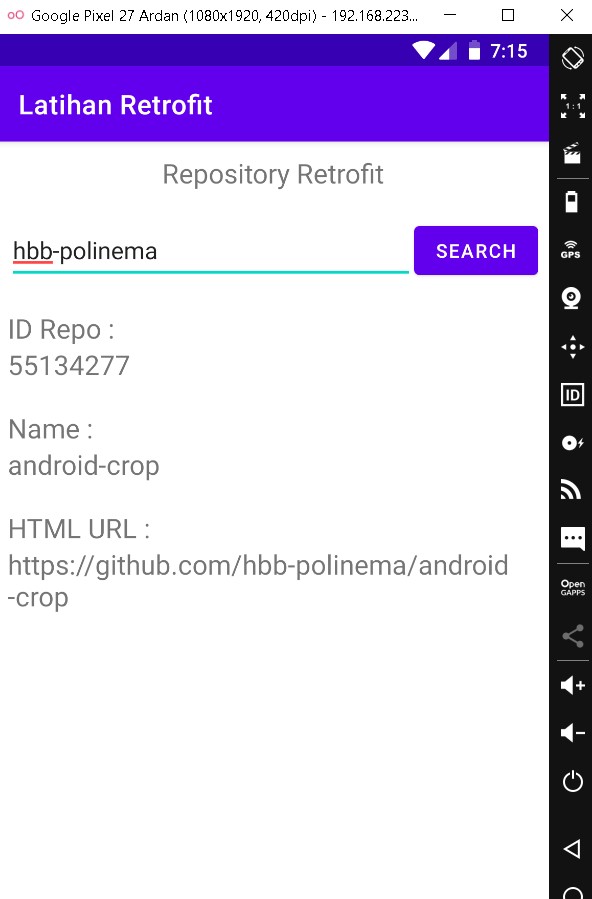 Google Pixel 27 Ardan (1080x1920, 420dpi) - 192.168.223...
7:15
Latihan Retrofit
Repository Retrofit
hbb-polinema
SEARCH
ID Repo :
55134277
Name :
android-crop
HTML URL :
https://github.com/hbb-polinema/android
-crop
1:1
GPS
ID
Open
GAPPS